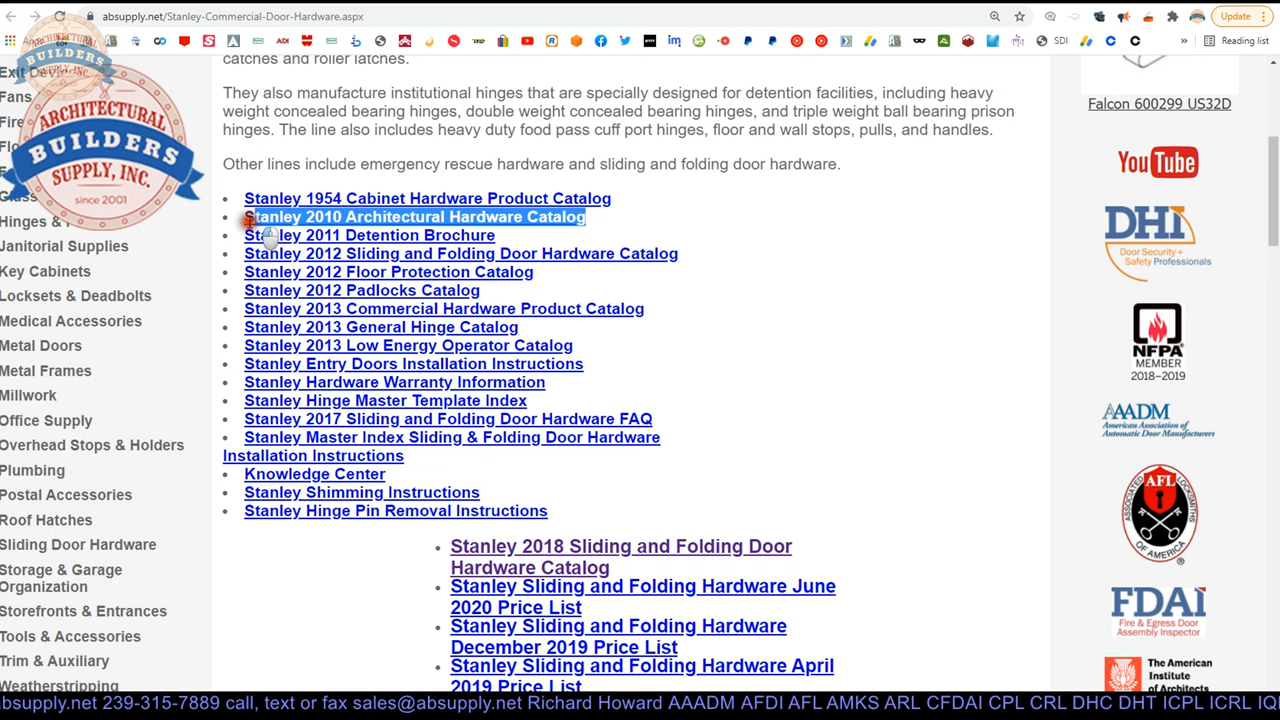 absupply.net/Stanley-Commercial-Door-Hardware.aspx
Update
ADI
SDI
Reading list
catches and roller latches.
They also manufacture institutional hinges that are specially designed for detention facilities, including heavy
weight concealed bearing hinges, double weight concealed bearing hinges, and triple weight ball bearing prison
hinges. The line also includes heavy duty food pass cuff port hinges, floor and wall stops, pulls, and handles.
Other lines include emergency rescue hardware and sliding and folding door hardware.
Stanley 1954 Cabinet Hardware Product Catalog
Stanley 2010 Architectural Hardware Catalog
Stanley 2011 Detention Brochure
Stanley 2012 Sliding and Folding Door Hardware Catalog
Stanley 2012 Floor Protection Catalog
Stanley 2012 Padlocks Catalog
Stanley 2013 Commercial Hardware Product Catalog
Stanley 2013 General Hinge Catalog
Stanley 2013 Low Energy Operator Catalog
Stanley Entry Doors Installation Instructions
Stanley Hardware Warranty Information
Stanley Hinge Master Template Index
Stanley 2017 Sliding and Folding Door Hardware FAQ
Stanley Master Index Sliding & Folding Door Hardware
Installation Instructions
Knowledge Center
Stanley Shimming Instructions
Stanley Hinge Pin Removal Instructions
Stanley 2018 Sliding and Folding Door
Hardware Catalog
Stanley Sliding and Folding Hardware June
2020 Price List
Stanley Sliding and Folding Hardware
December 2019 Price List
Stanley Sliding and Folding Hardware April
2019 Price List
ARCHITECTURAL
BUILDERS
SUPPLY, INC.
since 2001
Fans
Hinges &
Janitorial Supplies
Key Cabinets
Locksets & Deadbolts
Medical Accessories
Metal Doors
Metal Frames
Millwork
Office Supply
Overhead Stops & Holders
Plumbing
Postal Accessories
Roof Hatches
Sliding Door Hardware
Storage & Garage
Organization
Storefronts & Entrances
Tools & Accessories
Trim & Auxiliary
Weatherstripping
Falcon 600299 US32D
YouTube
DHI
Door Security +
Safety Professionals
NFPA
MEMBER
2018-2019
AAADM
American Association of
Automatic Door Manufacturers
ASSOCIATED
LOCKSMITHS
AFL
OF AMERICA
FDAI
Fire & Egress Door
Assembly Inspector
The American
Institute of
Architects
absupply.net 239-315-7889 call, text or fax sales@absupply.net Richard Howard AAADM AFDI AFL AMKS ARL CFDAI CPL CRL DHC DHT ICPL ICRL IQ